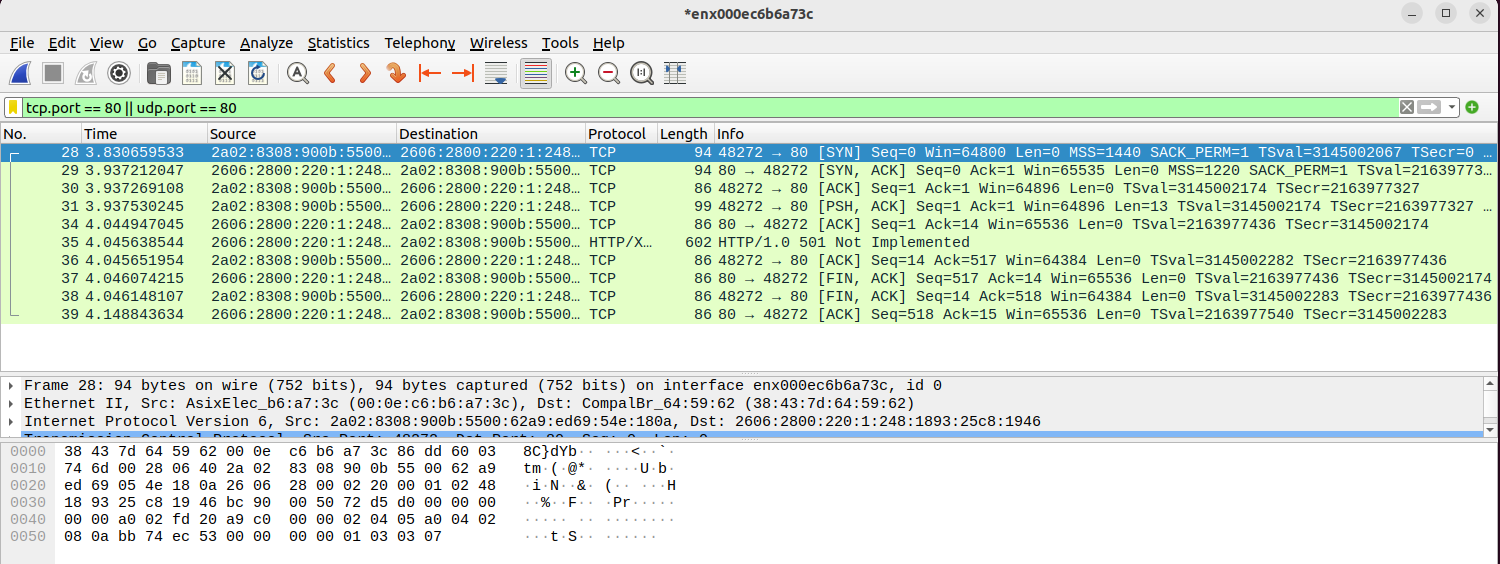 *enx000ec6b6a73c
File Edit View Go Capture Analyze Statistics Telephony Wireless Tools Help
tcp.port == 80 || udp.port == 80
No. Time Source Destination Protocol Length Info
28 3.830659533 2a02:8308:900b:5500… 2606:2800:220:1:248… TCP 94 48272 → 80 [SYN] Seq=0 Win=64800 Len=0 MSS=1440 SACK_PERM=1 TSval=3145002067 TSecr=0 …
29 3.937212047 2606:2800:220:1:248… 2a02:8308:900b:5500… TCP 94 80 → 48272 [SYN, ACK] Seq=0 Ack=1 Win=65535 Len=0 MSS=1220 SACK_PERM=1 TSval=21639773…
30 3.937269108 2a02:8308:900b:5500… 2606:2800:220:1:248… TCP 86 48272 → 80 [ACK] Seq=1 Ack=1 Win=64896 Len=0 TSval=3145002174 TSecr=2163977327
31 3.937530245 2a02:8308:900b:5500… 2606:2800:220:1:248… TCP 99 48272 → 80 [PSH, ACK] Seq=1 Ack=1 Win=64896 Len=13 TSval=3145002174 TSecr=2163977327 …
34 4.044947045 2606:2800:220:1:248… 2a02:8308:900b:5500… TCP 86 80 → 48272 [ACK] Seq=1 Ack=14 Win=65536 Len=0 TSval=2163977436 TSecr=3145002174
35 4.045638544 2606:2800:220:1:248… 2a02:8308:900b:5500… HTTP/X… 602 HTTP/1.0 501 Not Implemented
36 4.045651954 2a02:8308:900b:5500… 2606:2800:220:1:248… TCP 86 48272 → 80 [ACK] Seq=14 Ack=517 Win=64384 Len=0 TSval=3145002282 TSecr=2163977436
37 4.046074215 2606:2800:220:1:248… 2a02:8308:900b:5500… TCP 86 80 → 48272 [FIN, ACK] Seq=517 Ack=14 Win=65536 Len=0 TSval=2163977436 TSecr=3145002174
38 4.046148107 2a02:8308:900b:5500… 2606:2800:220:1:248… TCP 86 48272 → 80 [FIN, ACK] Seq=14 Ack=518 Win=64384 Len=0 TSval=3145002283 TSecr=2163977436
39 4.148843634 2606:2800:220:1:248… 2a02:8308:900b:5500… TCP 86 80 → 48272 [ACK] Seq=518 Ack=15 Win=65536 Len=0 TSval=2163977540 TSecr=3145002283
Frame 28: 94 bytes on wire (752 bits), 94 bytes captured (752 bits) on interface enx000ec6b6a73c, id 0
Ethernet II, Src: AsixElec_b6:a7:3c (00:0e:c6:b6:a7:3c), Dst: CompalBr_64:59:62 (38:43:7d:64:59:62)
Internet Protocol Version 6, Src: 2a02:8308:900b:5500:62a9:ed69:54e:180a, Dst: 2606:2800:220:1:248:1893:25c8:1946
0000 38 43 7d 64 59 62 00 0e c6 b6 a7 3c 86 dd 60 03 8C}dYb·· ···<··`·
0010 74 6d 00 28 06 40 2a 02 83 08 90 0b 55 00 62 a9 tm·(·@*· ····U·b·
0020 ed 69 05 4e 18 0a 26 06 28 00 02 20 00 01 02 48 ·i·N··&· (·· ···H
0030 18 93 25 c8 19 46 bc 90 00 50 72 d5 d0 00 00 00 ··%··F·· ·Pr·····
0040 00 00 a0 02 fd 20 a9 c0 00 00 02 04 05 a0 04 02 ····· ·· ········
0050 08 0a bb 74 ec 53 00 00 00 00 01 03 03 07 ···t·S·· ······